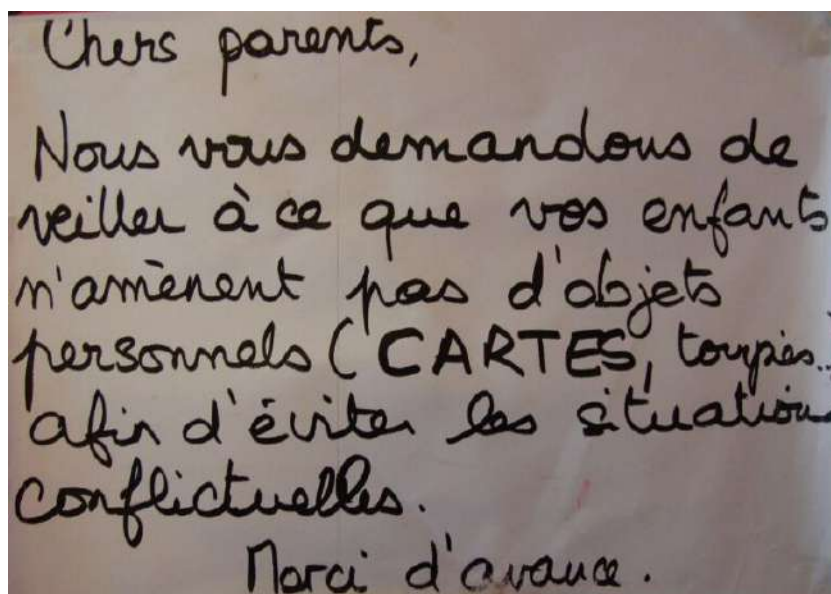 Chers parents,
Nous vous demandons de
veiller à ce que vos enfants
n'amènent pas d'objets
personnels (CARTES, toupies..
afin d'éviter les situation
conflictuelles.
Merci d'avance.